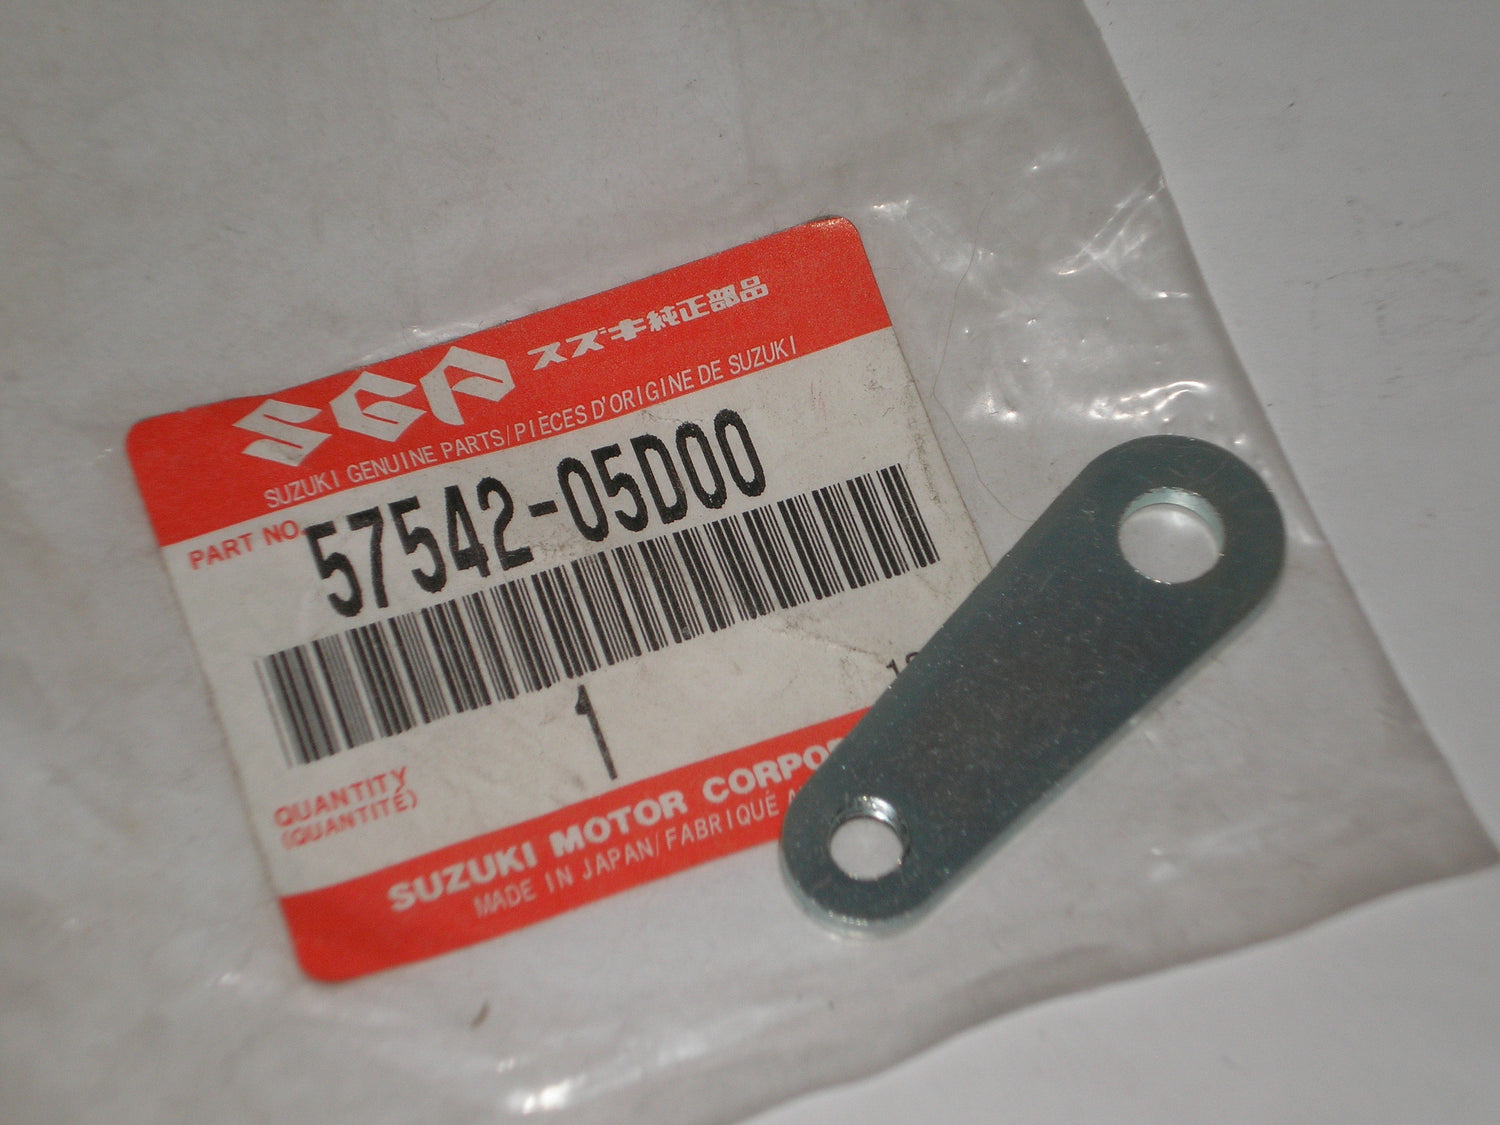 SGP スズキ純正部品
SUZUKI GENUINE PARTS/PIÈCES D'ORIGINE DE SUZUKI
PART NO. 57542-05D00
1
QUANTITY
(QUANTITÉ)
SUZUKI MOTOR
MADE IN JAPAN/FABRIQUÉ